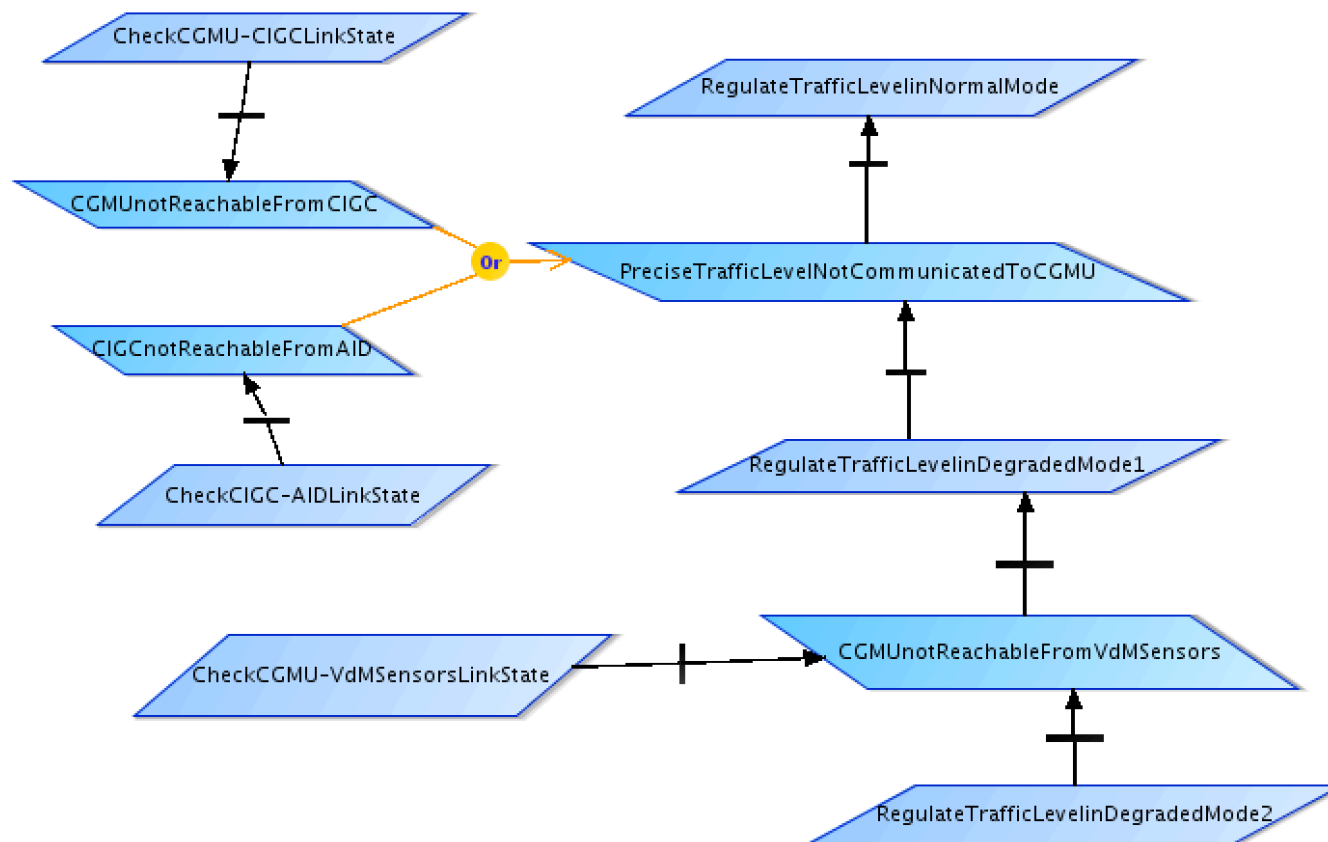 CheckCGMU-CIGCLinkState
RegulateTrafficLevelinNormalMode
CGMUnotReachableFromCIGC
Or
PreciseTrafficLevelNotCommunicatedToCGMU
CIGCnotReachableFromAID
RegulateTrafficLevelinDegradedMode1
CheckCIGC-AIDLinkState
CGMUnotReachableFromVdMSensors
CheckCGMU-VdMSensorsLinkState
RegulateTrafficLevelinDegradedMode2